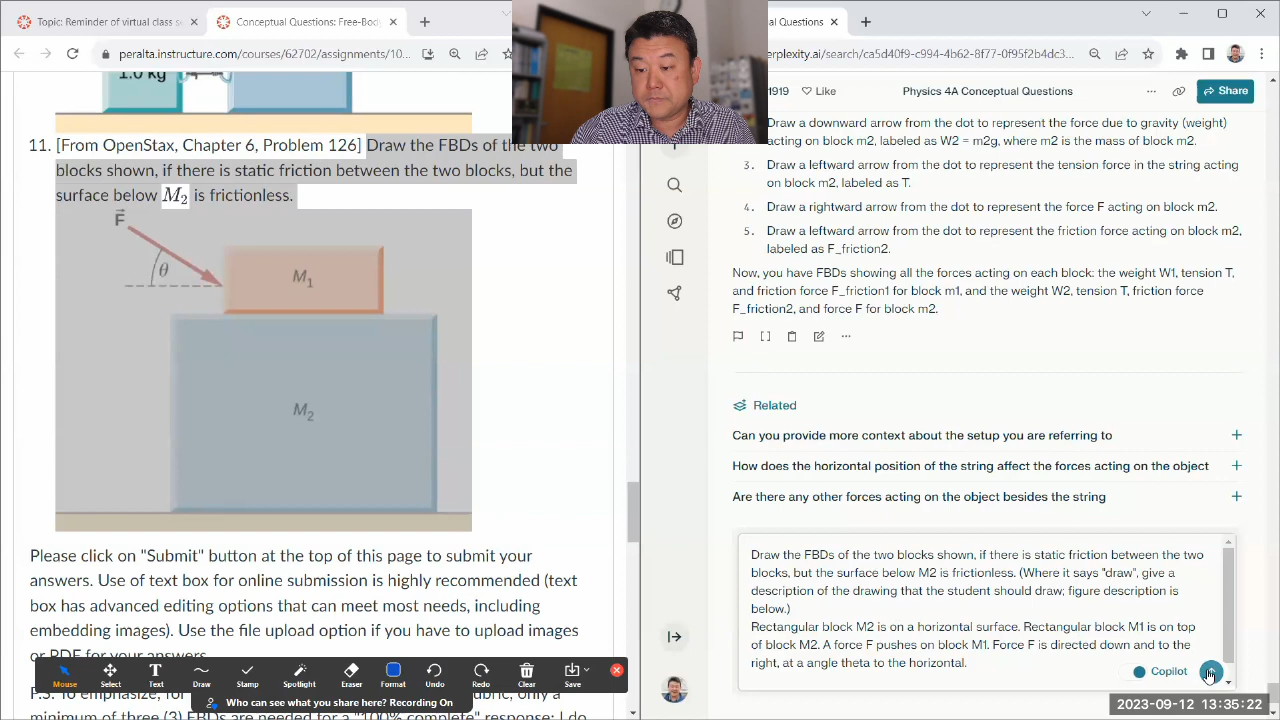 Topic: Reminder of virtual class s
Conceptual Questions: Free-Body
al Questions
peralta.instructure.com/courses/62702/assignments/10...
perplexity.ai/search/ca5d40f9-c994-4b62-8f77-0f95f2b4dc3...
1.0 kg
11. [From OpenStax, Chapter 6, Problem 126] Draw the FBDs of the two
blocks shown, if there is static friction between the two blocks, but the
surface below M₂ is frictionless.
F
θ
M₁
M₂
Please click on "Submit" button at the top of this page to submit your
answers. Use of text box for online submission is highly recommended (text
box has advanced editing options that can meet most needs, including
embedding images). Use the file upload option if you have to upload images
or PDF for your answers.
Mouse
Select
Text
Draw
Stamp
Spotlight
Eraser
Format
Undo
Redo
Clear
Save
Who can see what you share here? Recording On
minimum of three (3) FBDs are needed for a "100% complete" response; I do
1919
Like
Physics 4A Conceptual Questions
Share
Draw a downward arrow from the dot to represent the force due to gravity (weight)
acting on block m2, labeled as W2 = m2g, where m2 is the mass of block m2.
3. Draw a leftward arrow from the dot to represent the tension force in the string acting
on block m2, labeled as T.
4. Draw a rightward arrow from the dot to represent the force F acting on block m2.
5. Draw a leftward arrow from the dot to represent the friction force acting on block m2,
labeled as F_friction2.
Now, you have FBDs showing all the forces acting on each block: the weight W1, tension T,
and friction force F_friction1 for block m1, and the weight W2, tension T, friction force
F_friction2, and force F for block m2.
Related
Can you provide more context about the setup you are referring to
How does the horizontal position of the string affect the forces acting on the object
Are there any other forces acting on the object besides the string
Draw the FBDs of the two blocks shown, if there is static friction between the two
blocks, but the surface below M2 is frictionless. (Where it says "draw", give a
description of the drawing that the student should draw; figure description is
below.)
Rectangular block M2 is on a horizontal surface. Rectangular block M1 is on top
of block M2. A force F pushes on block M1. Force F is directed down and to the
right, at a angle theta to the horizontal.
Copilot
2023-09-12 13:35:22